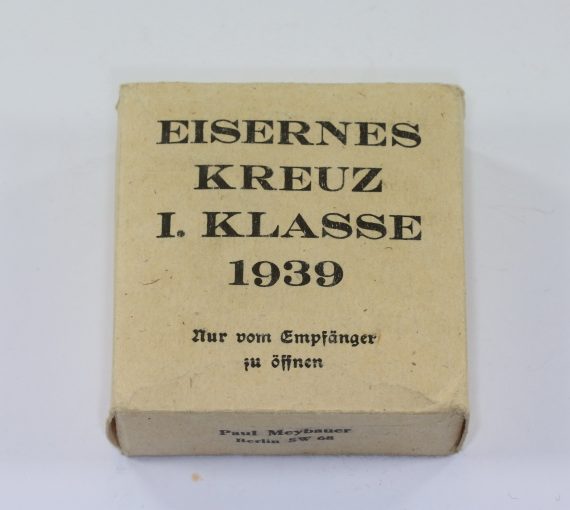 EISERNES
KREUZ
I. KLASSE
1939
Nur vom Empfänger
zu öffnen
Paul Meybauer
Berlin SW 68